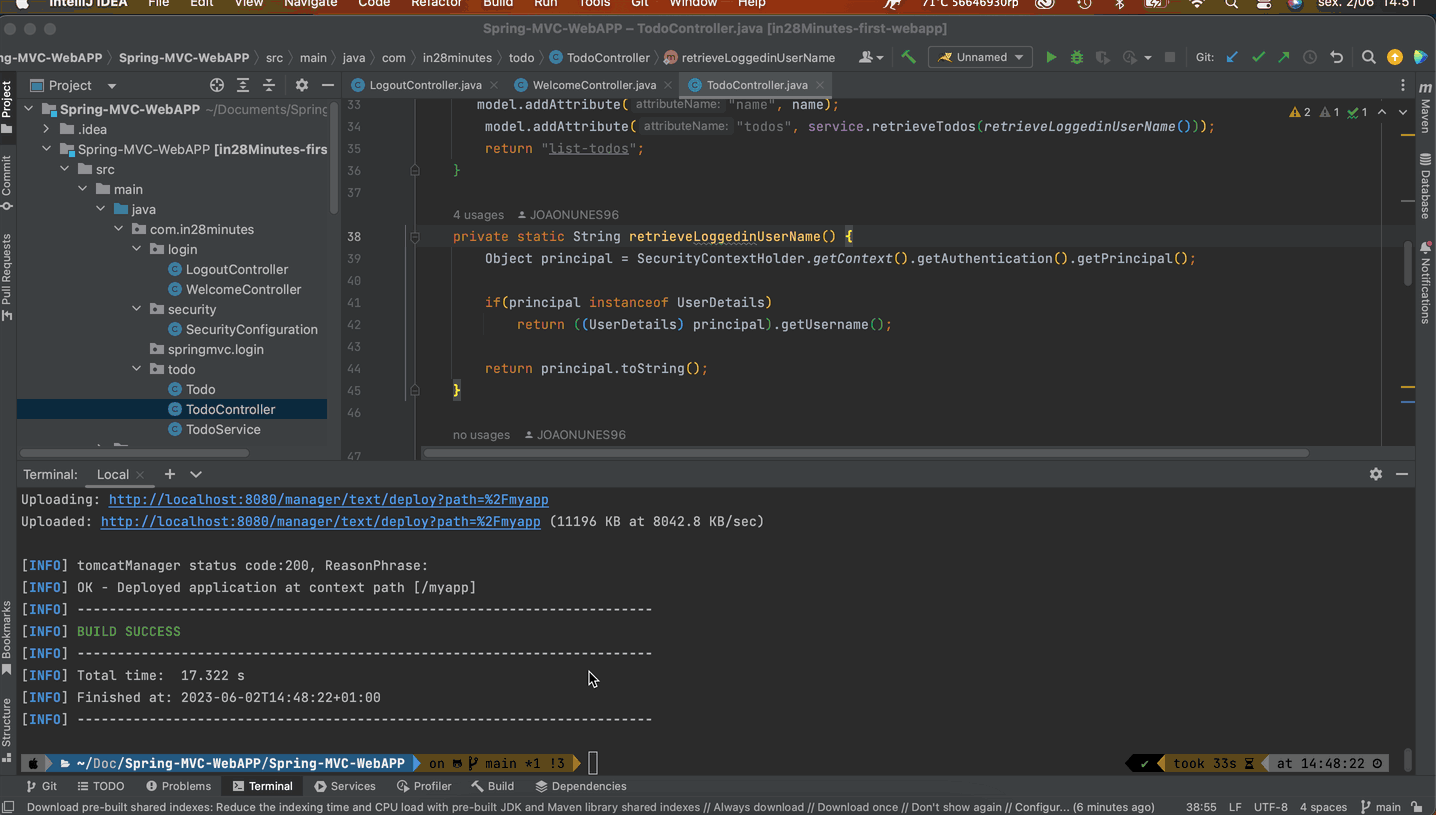 IntelliJ IDEA File Edit View Navigate Code Refactor Build Run Tools Git Window Help 71°C 56646930rp sex. 2/06 14:51
Spring-MVC-WebAPP – TodoController.java [in28Minutes-first-webapp]
ng-MVC-WebAPP Spring-MVC-WebAPP src main java com in28minutes todo TodoController retrieveLoggedinUserName Unnamed Git:
Project
LogoutController.java WelcomeController.java TodoController.java
Project
Commit
Pull Requests
Bookmarks
Structure
Spring-MVC-WebAPP ~/Documents/Spring
.idea
Spring-MVC-WebAPP [in28Minutes-firs
src
main
java
com.in28minutes
login
LogoutController
WelcomeController
security
SecurityConfiguration
springmvc.login
todo
Todo
TodoController
TodoService
33 model.addAttribute( attributeName: "name", name);
34 model.addAttribute( attributeName: "todos", service.retrieveTodos(retrieveLoggedinUserName()));
35 return "list-todos";
36 }
37
4 usages JOAONUNES96
38 private static String retrieveLoggedinUserName() {
39 Object principal = SecurityContextHolder.getContext().getAuthentication().getPrincipal();
40
41 if(principal instanceof UserDetails)
42 return ((UserDetails) principal).getUsername();
43
44 return principal.toString();
45 }
46
no usages JOAONUNES96
47
2 1 1
m
Maven
Database
Notifications
Terminal: Local
Uploading: http://localhost:8080/manager/text/deploy?path=%2Fmyapp
Uploaded: http://localhost:8080/manager/text/deploy?path=%2Fmyapp (11196 KB at 8042.8 KB/sec)
[INFO] tomcatManager status code:200, ReasonPhrase:
[INFO] OK - Deployed application at context path [/myapp]
[INFO] ------------------------------------------------------------------------
[INFO] BUILD SUCCESS
[INFO] ------------------------------------------------------------------------
[INFO] Total time:  17.322 s
[INFO] Finished at: 2023-06-02T14:48:22+01:00
[INFO] ------------------------------------------------------------------------
~/Doc/Spring-MVC-WebAPP/Spring-MVC-WebAPP on main *1 !3 ✔ took 33s at 14:48:22
Git TODO Problems Terminal Services Profiler Build Dependencies
Download pre-built shared indexes: Reduce the indexing time and CPU load with pre-built JDK and Maven library shared indexes // Always download // Download once // Don't show again // Configur... (6 minutes ago) 38:55 LF UTF-8 4 spaces main